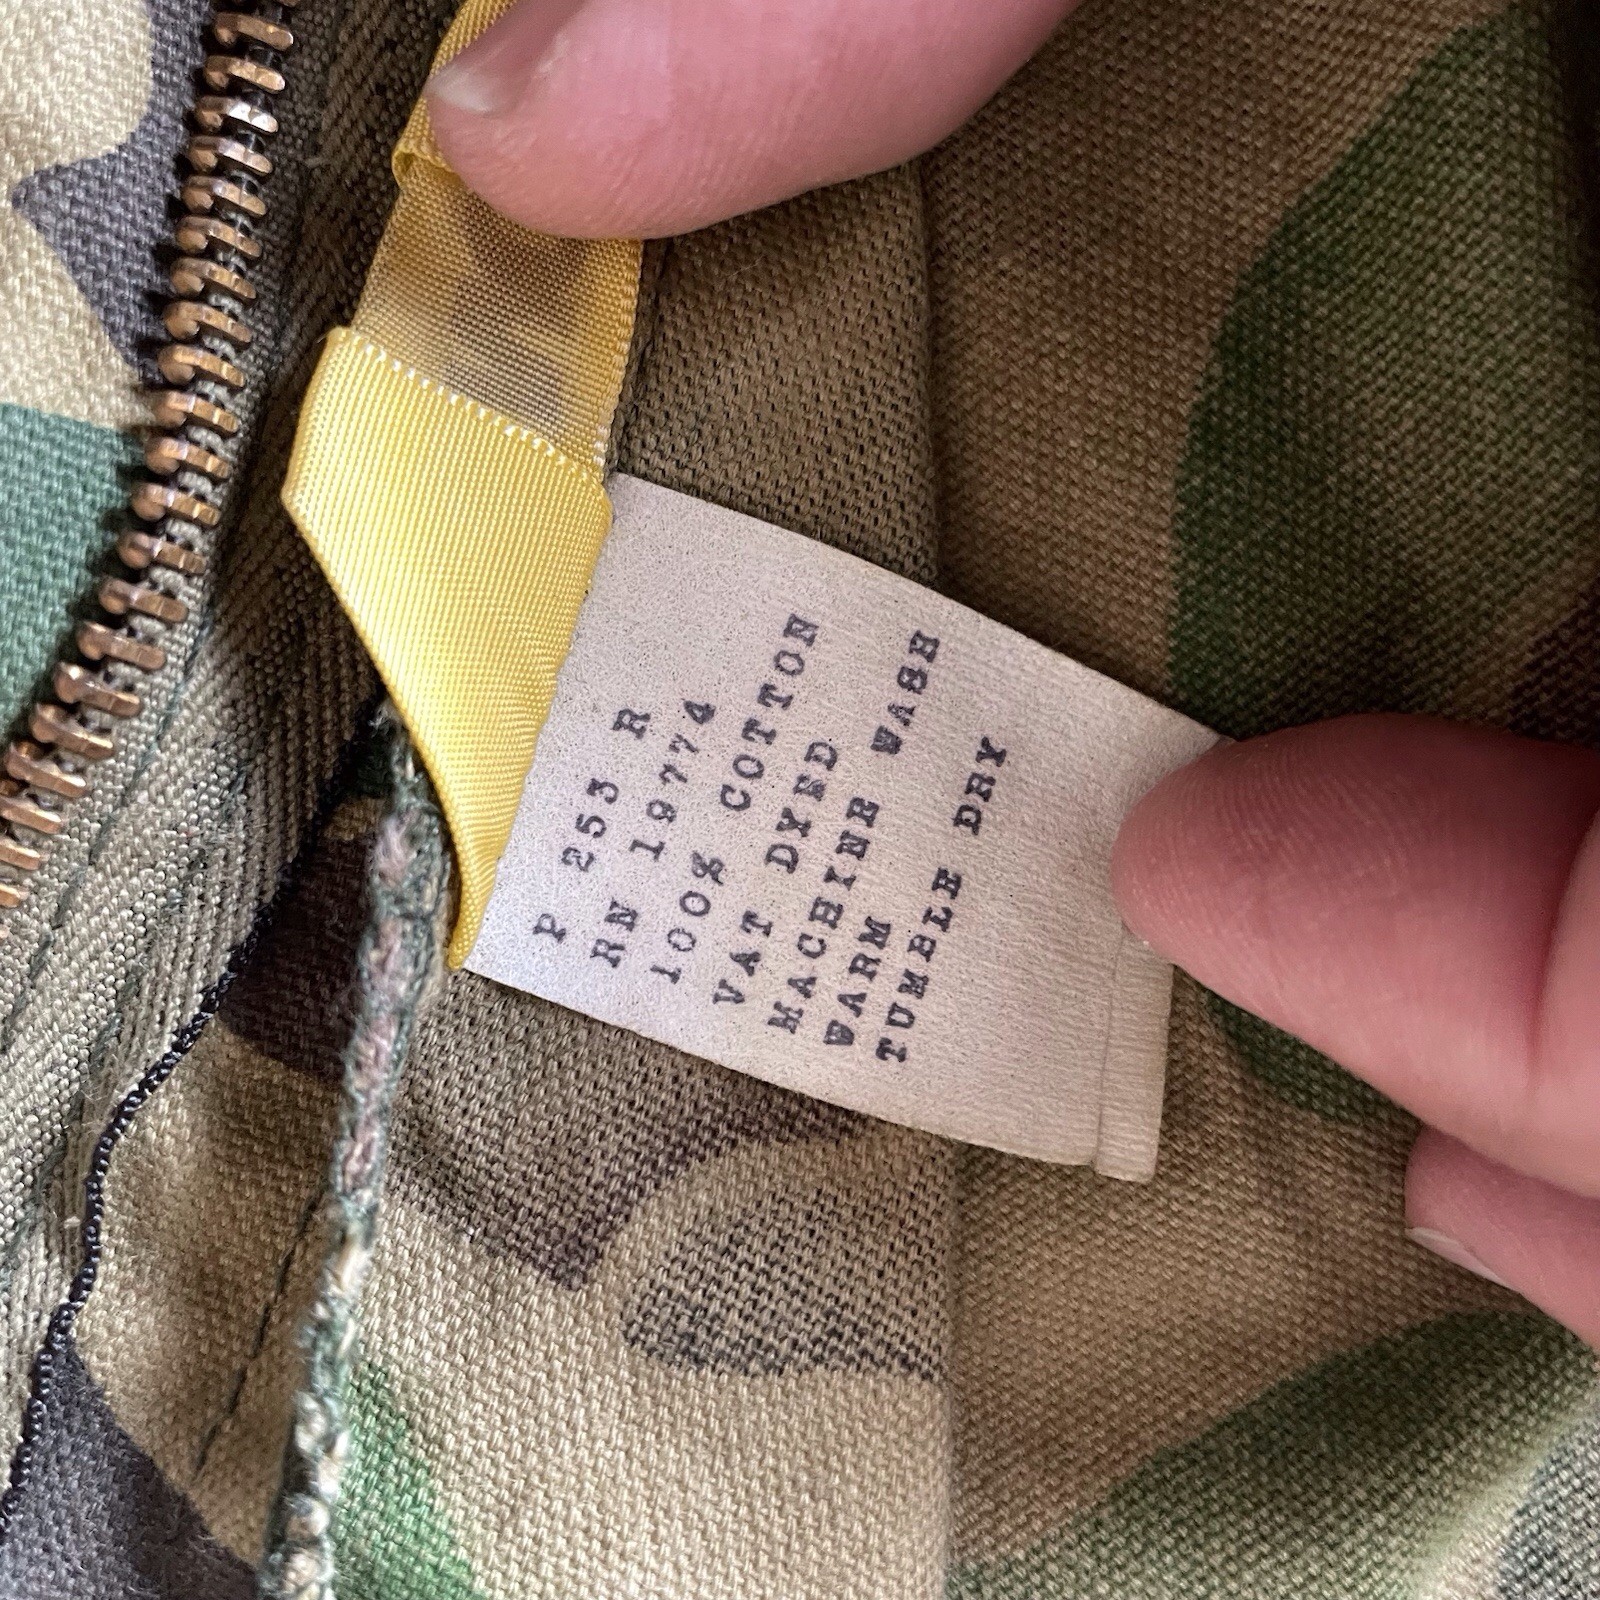 P 253 R
RN 19774
100% COTTON
VAT DYED
MACHINE WASH
WARM
TUMBLE DRY